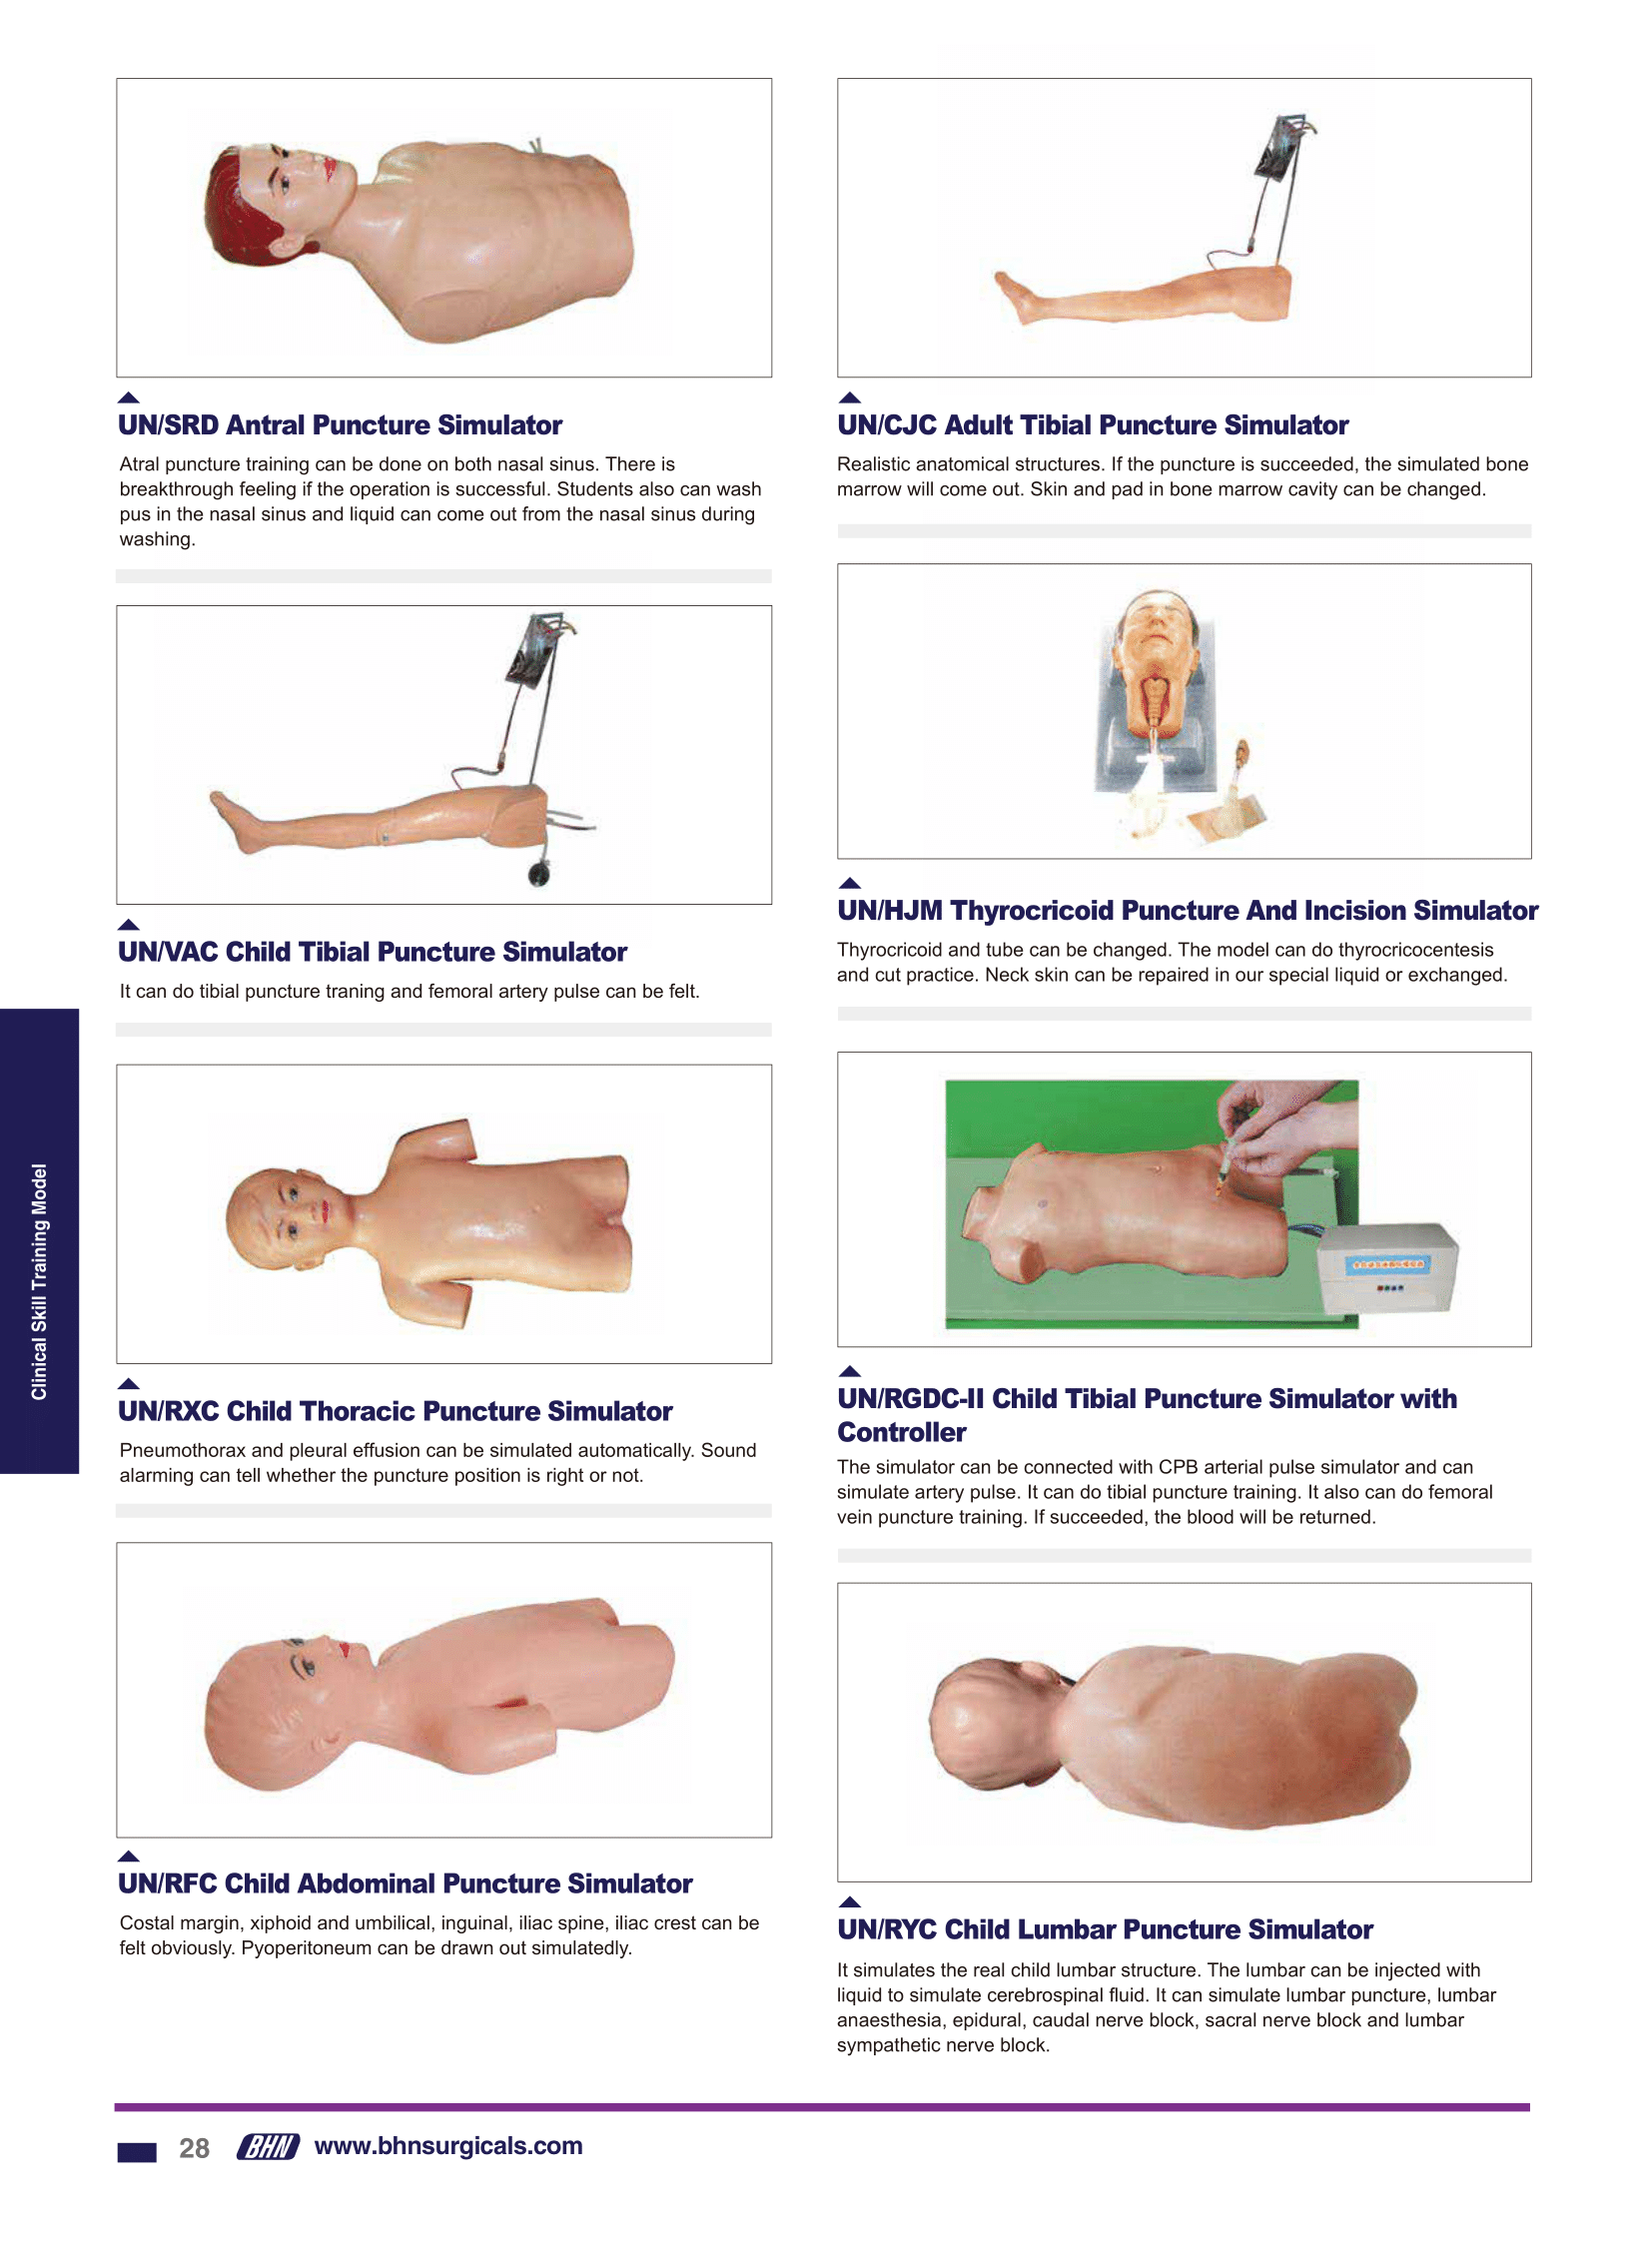 UN/SRD Antral Puncture Simulator
Atral puncture training can be done on both nasal sinus. There is
breakthrough feeling if the operation is successful. Students also can wash
pus in the nasal sinus and liquid can come out from the nasal sinus during
washing.
UN/VAC Child Tibial Puncture Simulator
It can do tibial puncture traning and femoral artery pulse can be felt.
UN/RXC Child Thoracic Puncture Simulator
Pneumothorax and pleural effusion can be simulated automatically. Sound
alarming can tell whether the puncture position is right or not.
UN/RFC Child Abdominal Puncture Simulator
Costal margin, xiphoid and umbilical, inguinal, iliac spine, iliac crest can be
felt obviously. Pyoperitoneum can be drawn out simulatedly.
UN/CJC Adult Tibial Puncture Simulator
Realistic anatomical structures. If the puncture is succeeded, the simulated bone
marrow will come out. Skin and pad in bone marrow cavity can be changed.
UN/HJM Thyrocricoid Puncture And Incision Simulator
Thyrocricoid and tube can be changed. The model can do thyrocricocentesis
and cut practice. Neck skin can be repaired in our special liquid or exchanged.
UN/RGDC-II Child Tibial Puncture Simulator with
Controller
The simulator can be connected with CPB arterial pulse simulator and can
simulate artery pulse. It can do tibial puncture training. It also can do femoral
vein puncture training. If succeeded, the blood will be returned.
UN/RYC Child Lumbar Puncture Simulator
It simulates the real child lumbar structure. The lumbar can be injected with
liquid to simulate cerebrospinal fluid. It can simulate lumbar puncture, lumbar
anaesthesia, epidural, caudal nerve block, sacral nerve block and lumbar
sympathetic nerve block.
Clinical Skill Training Model
28
BHN
www.bhnsurgicals.com